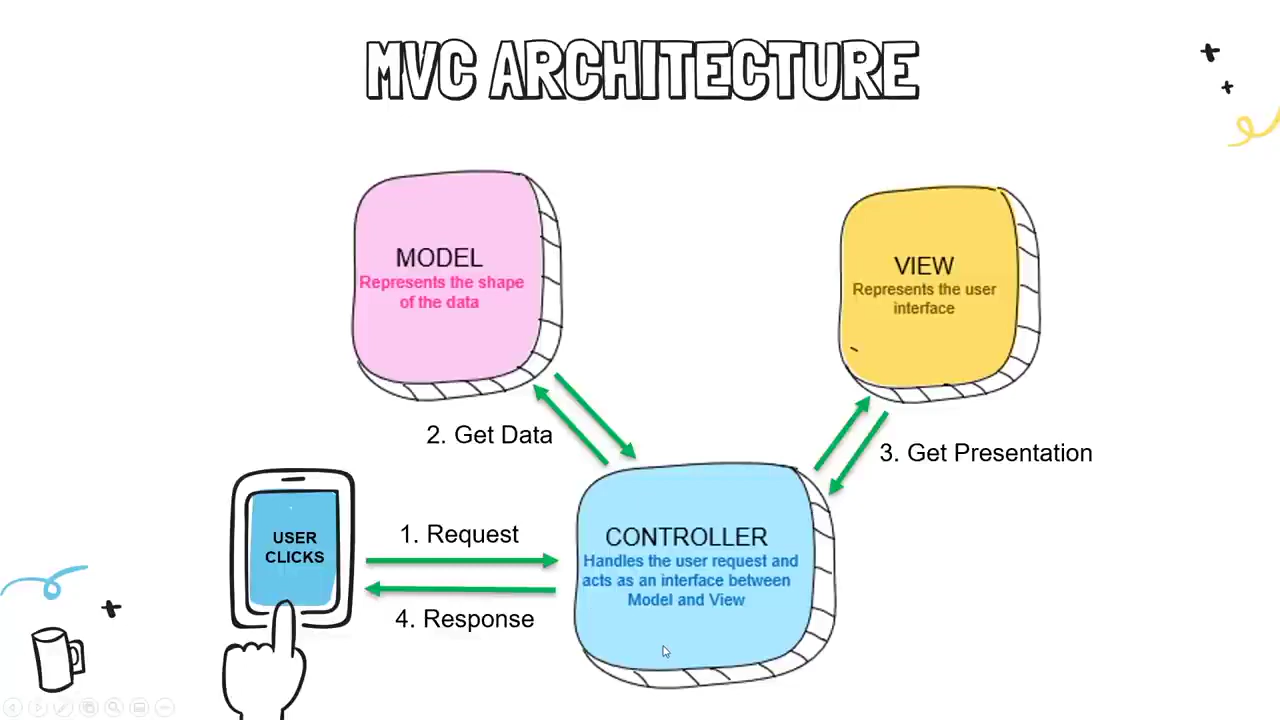 MVC ARCHITECTURE
MODEL
Represents the shape
of the data
VIEW
Represents the user
interface
2. Get Data
3. Get Presentation
USER
CLICKS
1. Request
4. Response
CONTROLLER
Handles the user request and
acts as an interface between
Model and View